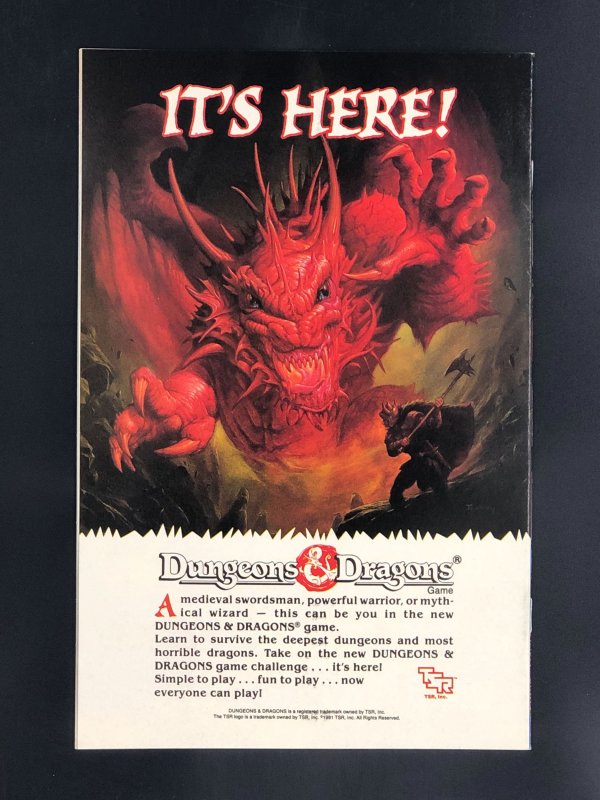 IT'S HERE!
Dungeons & Dragons®
Game
A medieval swordsman, powerful warrior, or myth-
ical wizard — this can be you in the new
DUNGEONS & DRAGONS® game.
Learn to survive the deepest dungeons and most
horrible dragons. Take on the new DUNGEONS &
DRAGONS game challenge . . . it's here!
Simple to play . . . fun to play . . . now
everyone can play!
TSR
TSR, Inc.
DUNGEONS & DRAGONS is a registered trademark owned by TSR, Inc.
The TSR logo is a trademark owned by TSR, Inc. ©1991 TSR, Inc. All Rights Reserved.